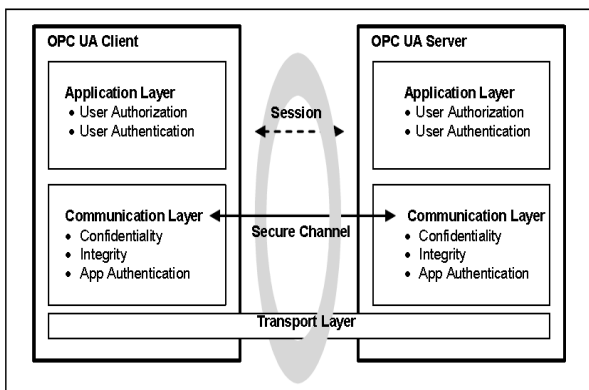 OPC UA Client
Application Layer
• User Authorization
• User Authentication
Communication Layer
• Confidentiality
• Integrity
• App Authentication
Session
Secure Channel
OPC UA Server
Application Layer
• User Authorization
• User Authentication
Communication Layer
• Confidentiality
• Integrity
• App Authentication
Transport Layer